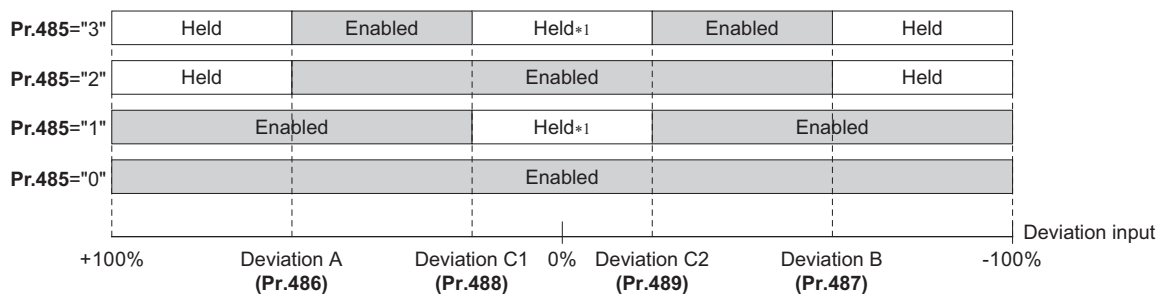 Pr.485="3" Held Enabled Held*1 Enabled Held
Pr.485="2" Held Enabled Held
Pr.485="1" Enabled Held*1 Enabled
Pr.485="0" Enabled
Deviation input
+100% Deviation A Deviation C1 0% Deviation C2 Deviation B -100%
(Pr.486) (Pr.488) (Pr.489) (Pr.487)